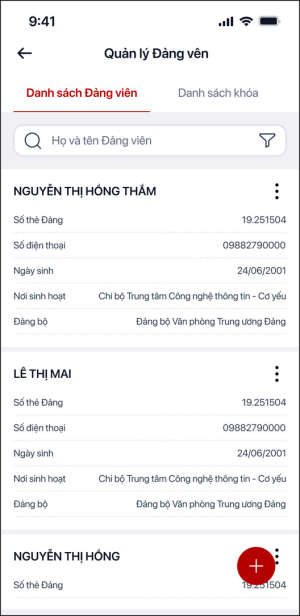 9:41
Quản lý Đảng vên
Danh sách Đảng viên Danh sách khóa
Họ và tên Đảng viên
NGUYỄN THỊ HỒNG THẮM
Số thẻ Đảng 19.251504
Số điện thoại 09882790000
Ngày sinh 24/06/2001
Nơi sinh hoạt Chi bộ Trung tâm Công nghệ thông tin - Cơ yếu
Đảng bộ Đảng bộ Văn phòng Trung ương Đảng
LÊ THỊ MAI
Số thẻ Đảng 19.251504
Số điện thoại 09882790000
Ngày sinh 24/06/2001
Nơi sinh hoạt Chi bộ Trung tâm Công nghệ thông tin - Cơ yếu
Đảng bộ Đảng bộ Văn phòng Trung ương Đảng
NGUYỄN THỊ HỒNG
Số thẻ Đảng 19.251504